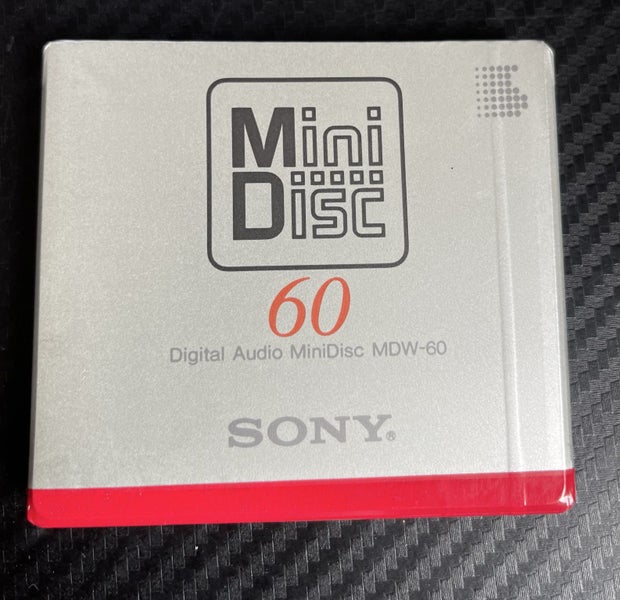 Mini
Disc
60
Digital Audio MiniDisc MDW-60
SONY®